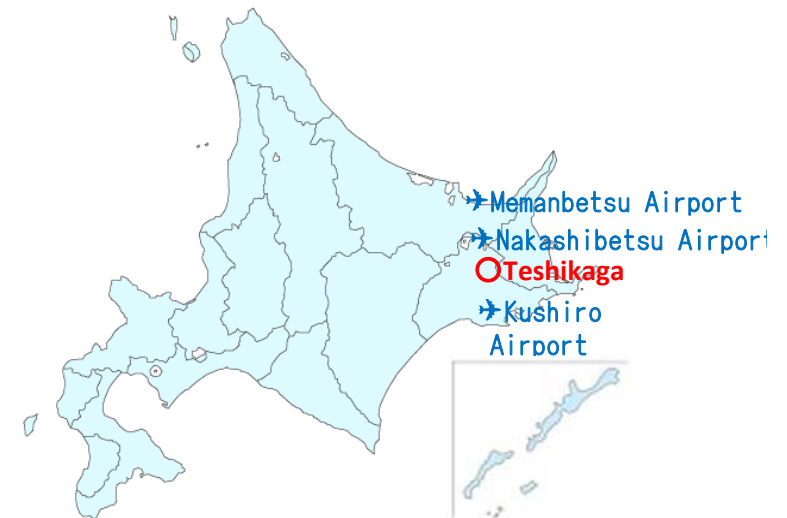 ✈Memanbetsu Airport
✈Nakashibetsu Airport
⭕Teshikaga
✈Kushiro
Airport